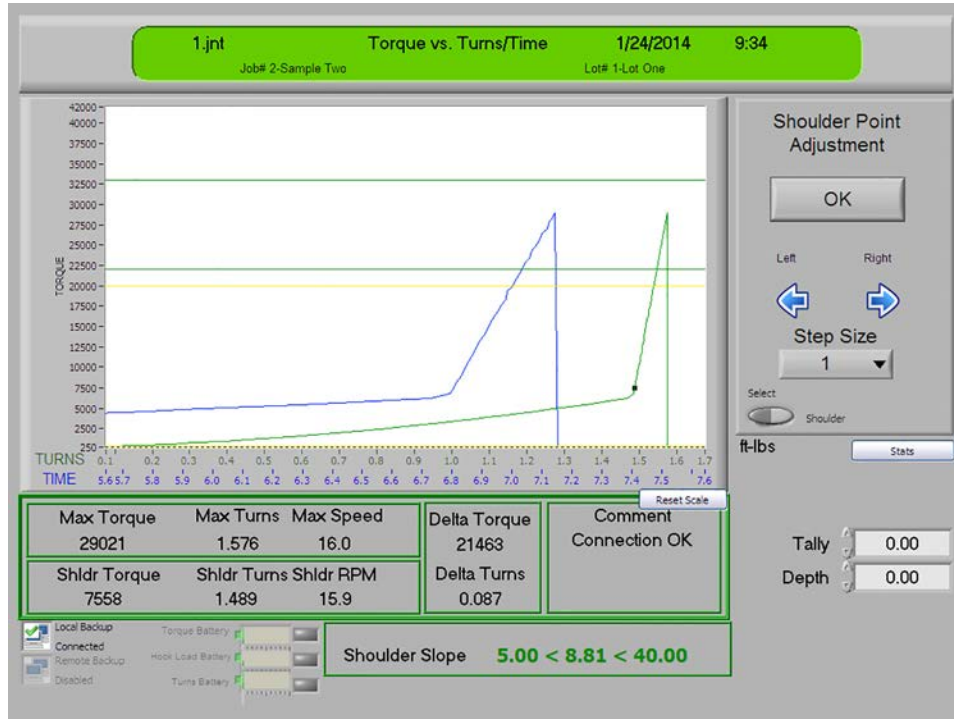 1.jnt Torque vs. Turns/Time 1/24/2014 9:34
Job# 2-Sample Two Lot# 1-Lot One
42000
40000
37500
35000
32500
30000
27500
25000
22500
20000
17500
15000
12500
10000
7500
5000
2500
250
TORQUE
TURNS 0.1 0.2 0.3 0.4 0.5 0.6 0.7 0.8 0.9 1.0 1.1 1.2 1.3 1.4 1.5 1.6 1.7
TIME 5.6 5.7 5.8 5.9 6.0 6.1 6.2 6.3 6.4 6.5 6.6 6.7 6.8 6.9 7.0 7.1 7.2 7.3 7.4 7.5 7.6
Reset Scale
Shoulder Point
Adjustment
OK
Left Right
Step Size
1
Select
Shoulder
ft-lbs
Stats
Max Torque Max Turns Max Speed
29021 1.576 16.0
Shldr Torque Shldr Turns Shldr RPM
7558 1.489 15.9
Delta Torque
21463
Delta Turns
0.087
Comment
Connection OK
Tally 0.00
Depth 0.00
Local Backup
Connected
Remote Backup
Disabled
Torque Battery
Hook Load Battery
Turns Battery
Shoulder Slope 5.00 < 8.81 < 40.00